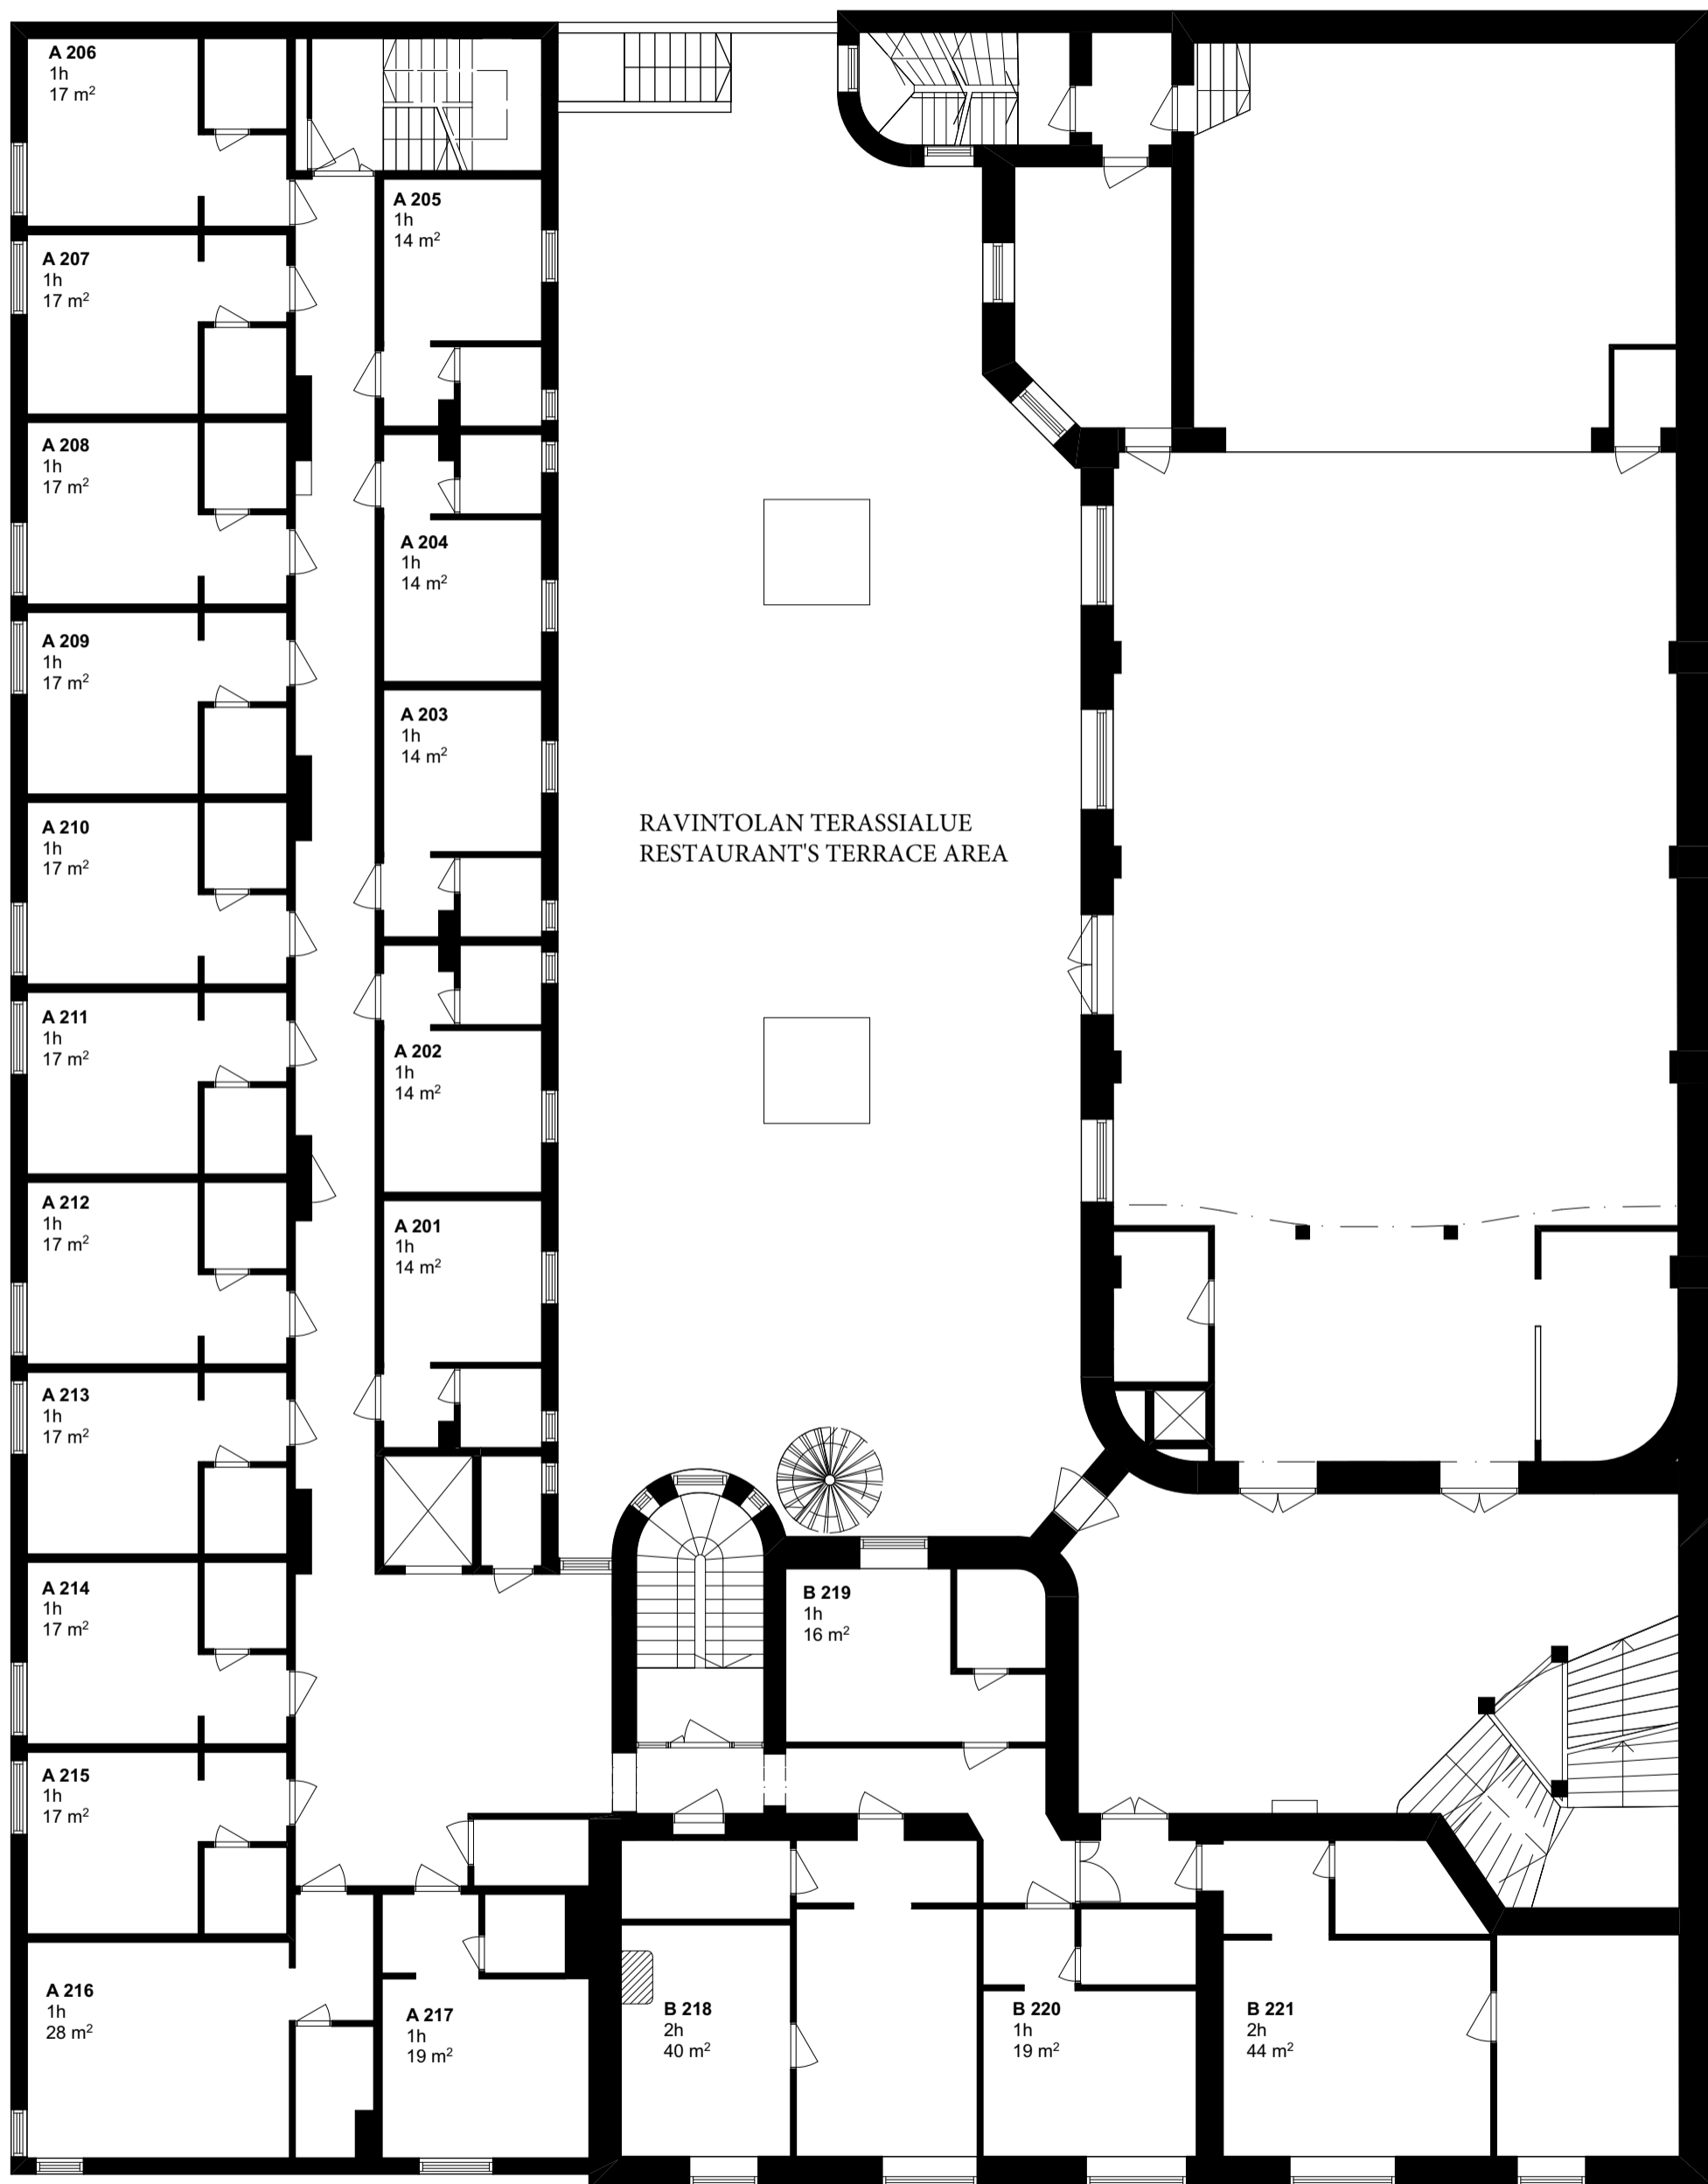 A 206
1h
17 m²
A 205
1h
14 m²
A 207
1h
17 m²
A 208
1h
17 m²
A 204
1h
14 m²
A 209
1h
17 m²
A 203
1h
14 m²
RAVINTOLAN TERASSIALUE
RESTAURANT'S TERRACE AREA
A 210
1h
17 m²
A 211
1h
17 m²
A 202
1h
14 m²
A 212
1h
17 m²
A 201
1h
14 m²
A 213
1h
17 m²
A 214
1h
17 m²
B 219
1h
16 m²
A 215
1h
17 m²
A 216
1h
28 m²
A 217
1h
19 m²
B 218
2h
40 m²
B 220
1h
19 m²
B 221
2h
44 m²